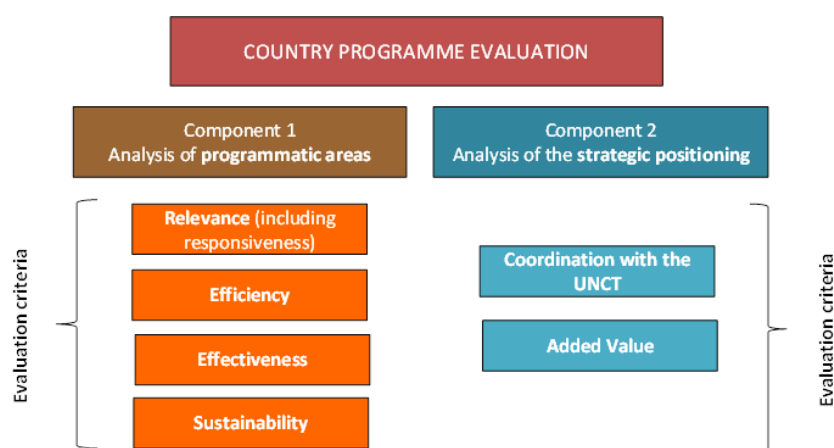 COUNTRY PROGRAMME EVALUATION
Component 1
Analysis of programmatic areas
Component 2
Analysis of the strategic positioning
Evaluation criteria
Relevance (including
responsiveness)
Efficiency
Effectiveness
Sustainability
Coordination with the
UNCT
Added Value
Evaluation criteria